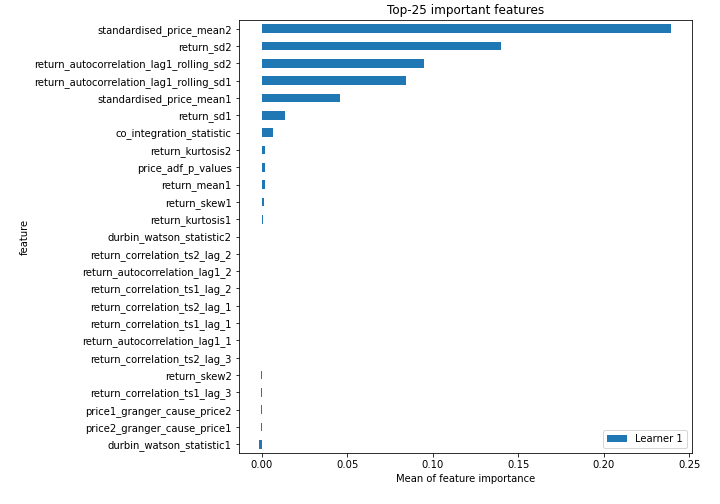 Top-25 important features
standardised_price_mean2
return_sd2
return_autocorrelation_lag1_rolling_sd2
return_autocorrelation_lag1_rolling_sd1
standardised_price_mean1
return_sd1
co_integration_statistic
return_kurtosis2
price_adf_p_values
return_mean1
return_skew1
return_kurtosis1
durbin_watson_statistic2
return_correlation_ts2_lag_2
return_autocorrelation_lag1_2
return_correlation_ts1_lag_2
return_correlation_ts2_lag_1
return_correlation_ts1_lag_1
return_autocorrelation_lag1_1
return_correlation_ts2_lag_3
return_skew2
return_correlation_ts1_lag_3
price1_granger_cause_price2
price2_granger_cause_price1
durbin_watson_statistic1
feature
Learner 1
0.00 0.05 0.10 0.15 0.20 0.25
Mean of feature importance